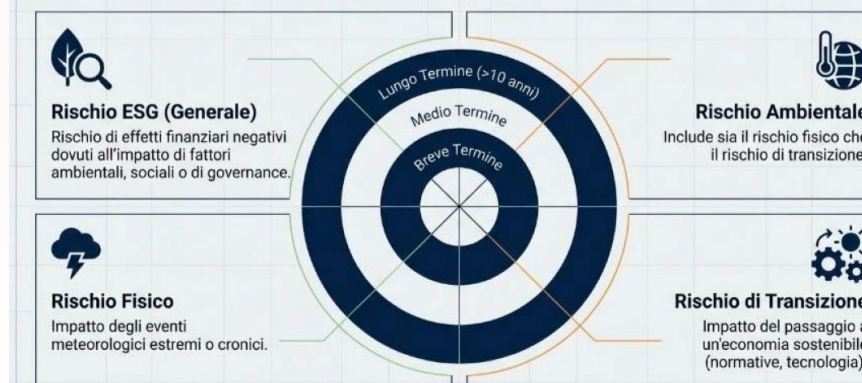 Rischio ESG (Generale)
Rischio di effetti finanziari negativi
dovuti all'impatto di fattori
ambientali, sociali o di governance.
Lungo Termine (>10 anni)
Medio Termine
Breve Termine
Rischio Ambientale
Include sia il rischio fisico che
il rischio di transizione
Rischio Fisico
Impatto degli eventi
meteorologici estremi o cronici.
Rischio di Transizione
Impatto del passaggio a
un'economia sostenibile
(normative, tecnologia)